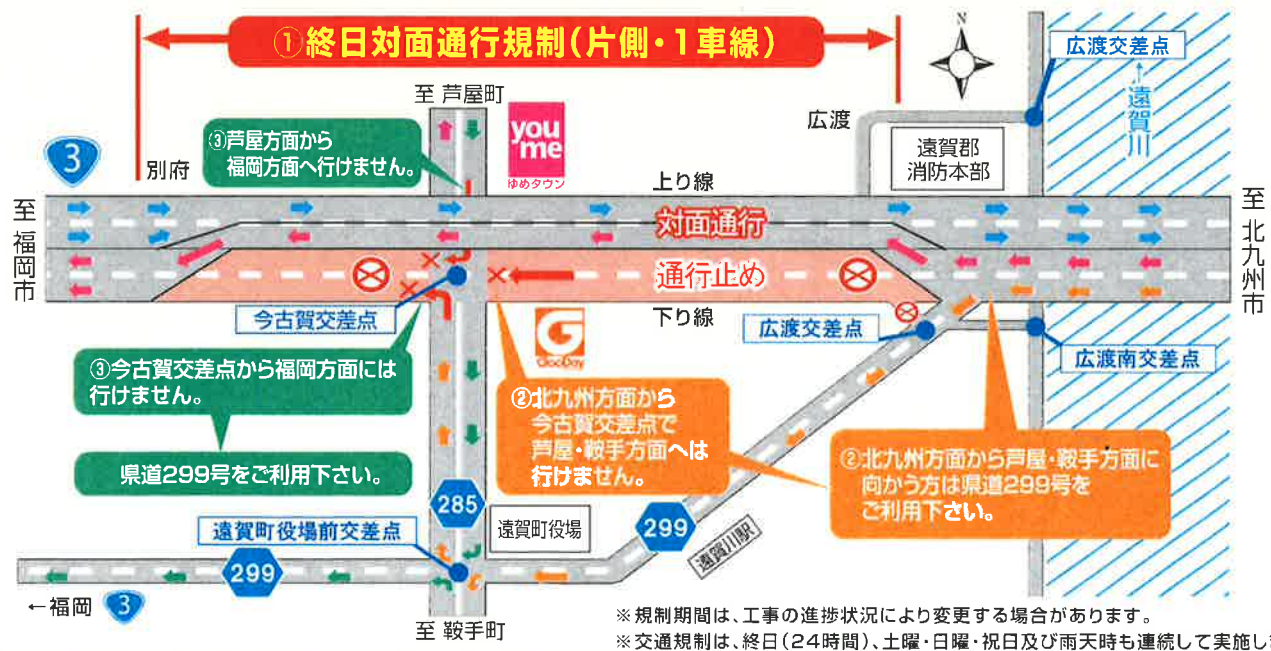 ①終日対面通行規制(片側・1車線)
N
広渡交差点
至 芦屋町
↑遠賀川
③芦屋方面から
福岡方面へ行けません。
you
me
ゆめタウン
広渡
遠賀郡
消防本部
3
別府
上り線
至 福岡市
対面通行
至 北九州市
通行止め
今古賀交差点
下り線
広渡交差点
広渡南交差点
G
GooDay
③今古賀交差点から福岡方面には
行けません。
②北九州方面から
今古賀交差点で
芦屋・鞍手方面へは
行けません。
②北九州方面から芦屋・鞍手方面に
向かう方は県道299号を
ご利用下さい。
県道299号をご利用下さい。
285
遠賀町役場前交差点
遠賀町役場
299
遠賀川駅
299
←福岡 3
至 鞍手町
※規制期間は、工事の進捗状況により変更する場合があります。
※交通規制は、終日(24時間)、土曜・日曜・祝日及び雨天時も連続して実施し